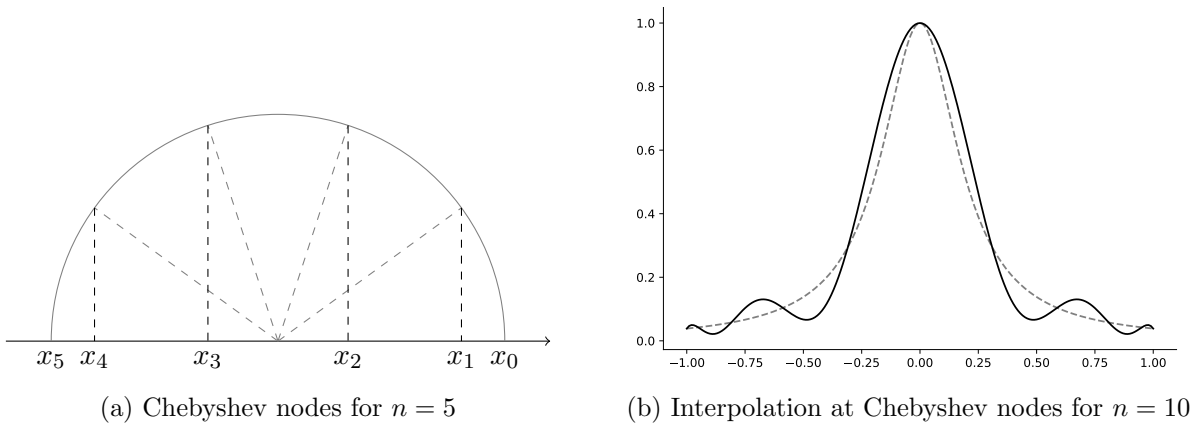 x₅ x₄ x₃ x₂ x₁ x₀
(a) Chebyshev nodes for n = 5
1.0
0.8
0.6
0.4
0.2
0.0
−1.00 −0.75 −0.50 −0.25 0.00 0.25 0.50 0.75 1.00
(b) Interpolation at Chebyshev nodes for n = 10